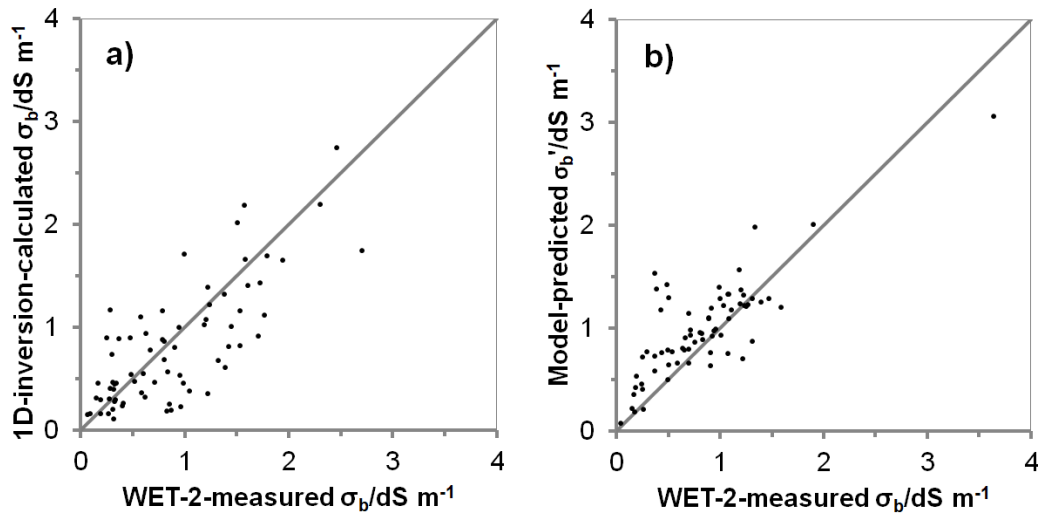 a)
1D-inversion-calculated σb/dS m-1
4
3
2
1
0
0 1 2 3 4
WET-2-measured σb/dS m-1
b)
Model-predicted σb'/dS m-1
4
3
2
1
0
0 1 2 3 4
WET-2-measured σb/dS m-1